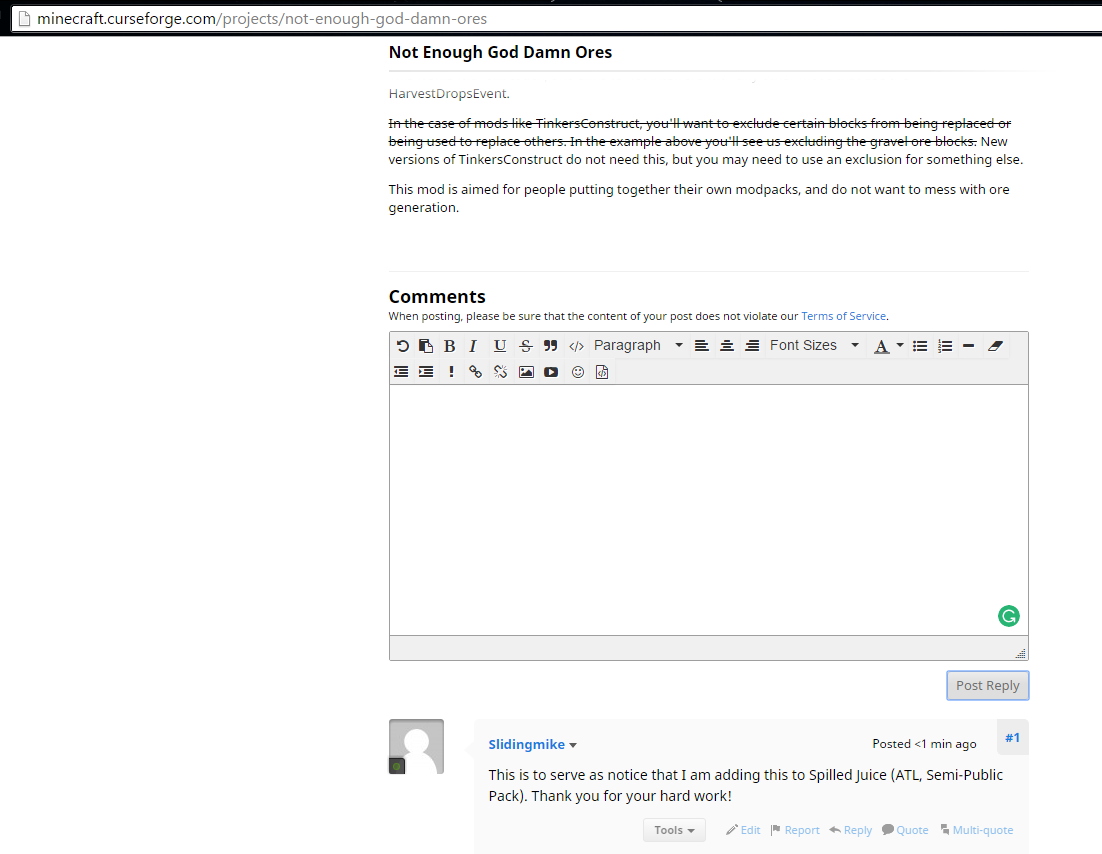 minecraft.curseforge.com/projects/not-enough-god-damn-ores
Not Enough God Damn Ores
HarvestDropsEvent.
In the case of mods like TinkersConstruct, you'll want to exclude certain blocks from being replaced or
being used to replace others. In the example above you'll see us excluding the gravel ore blocks. New
versions of TinkersConstruct do not need this, but you may need to use an exclusion for something else.
This mod is aimed for people putting together their own modpacks, and do not want to mess with ore
generation.
Comments
When posting, please be sure that the content of your post does not violate our Terms of Service.
B I U S </> Paragraph Font Sizes A
Post Reply
Slidingmike Posted <1 min ago #1
This is to serve as notice that I am adding this to Spilled Juice (ATL, Semi-Public
Pack). Thank you for your hard work!
Tools Edit Report Reply Quote Multi-quote